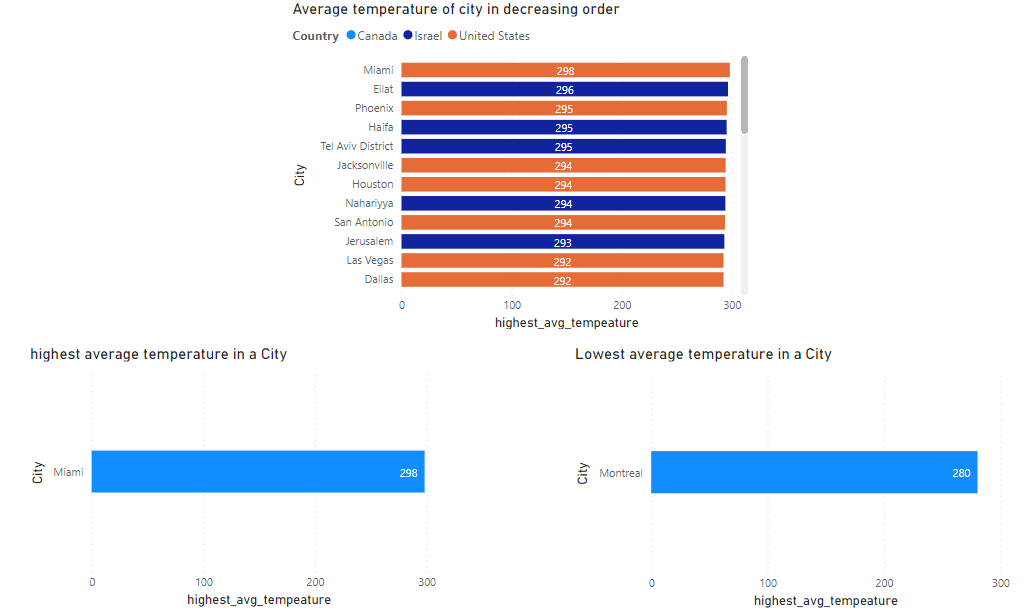 Average temperature of city in decreasing order
Country Canada Israel United States
City
Miami 298
Eilat 296
Phoenix 295
Haifa 295
Tel Aviv District 295
Jacksonville 294
Houston 294
Nahariyya 294
San Antonio 294
Jerusalem 293
Las Vegas 292
Dallas 292
0 100 200 300
highest_avg_tempeature
highest average temperature in a City
City
Miami 298
0 100 200 300
highest_avg_tempeature
Lowest average temperature in a City
City
Montreal 280
0 100 200 300
highest_avg_tempeature